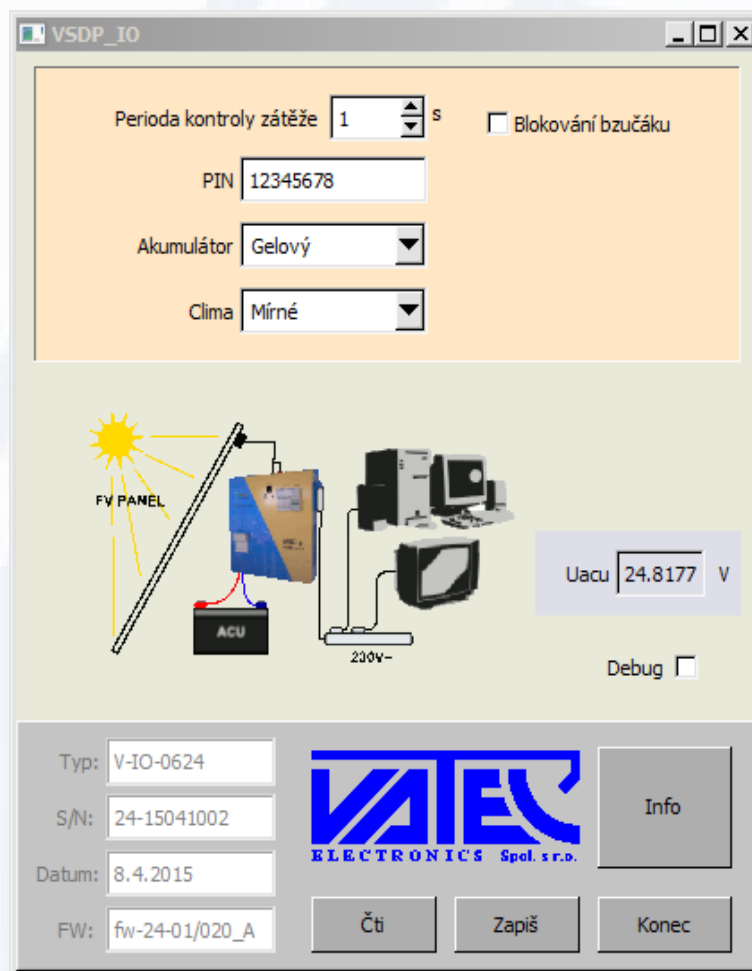 VSDP_IO
Perioda kontroly zátěže 1 s
Blokování bzučáku
PIN 12345678
Akumulátor Gelový
Clima Mírné
FV PANEL
ACU
230V~
Uacu 24.8177 V
Debug
Typ: V-IO-0624
S/N: 24-15041002
Datum: 8.4.2015
FW: fw-24-01/020_A
VATEC
ELECTRONICS Spol. s r.o.
Info
Čti
Zapiš
Konec